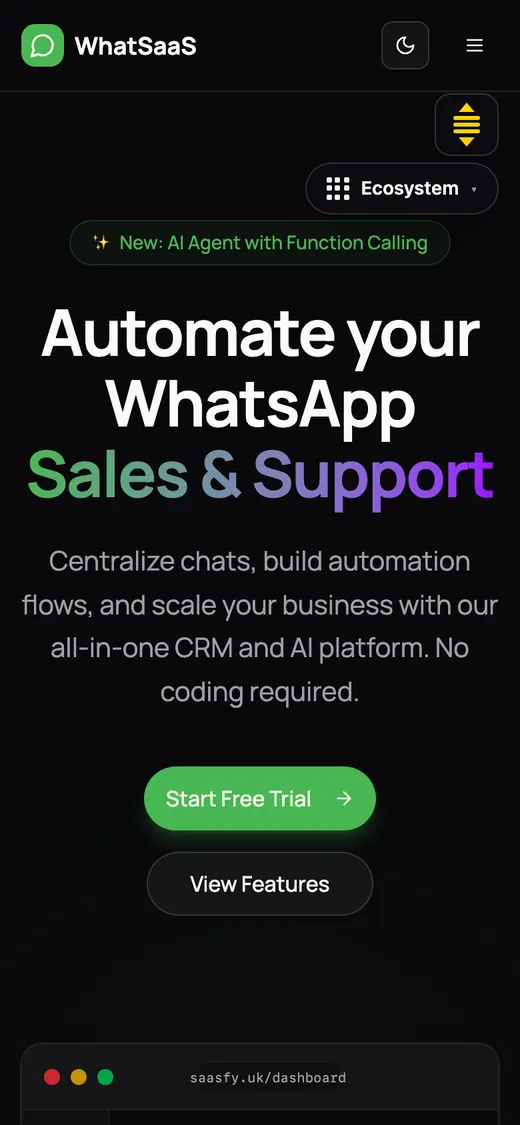 WhatSaaS
Ecosystem
✨ New: AI Agent with Function Calling
Automate your
WhatsApp
Sales & Support
Centralize chats, build automation
flows, and scale your business with our
all-in-one CRM and AI platform. No
coding required.
Start Free Trial →
View Features
saasfy.uk/dashboard